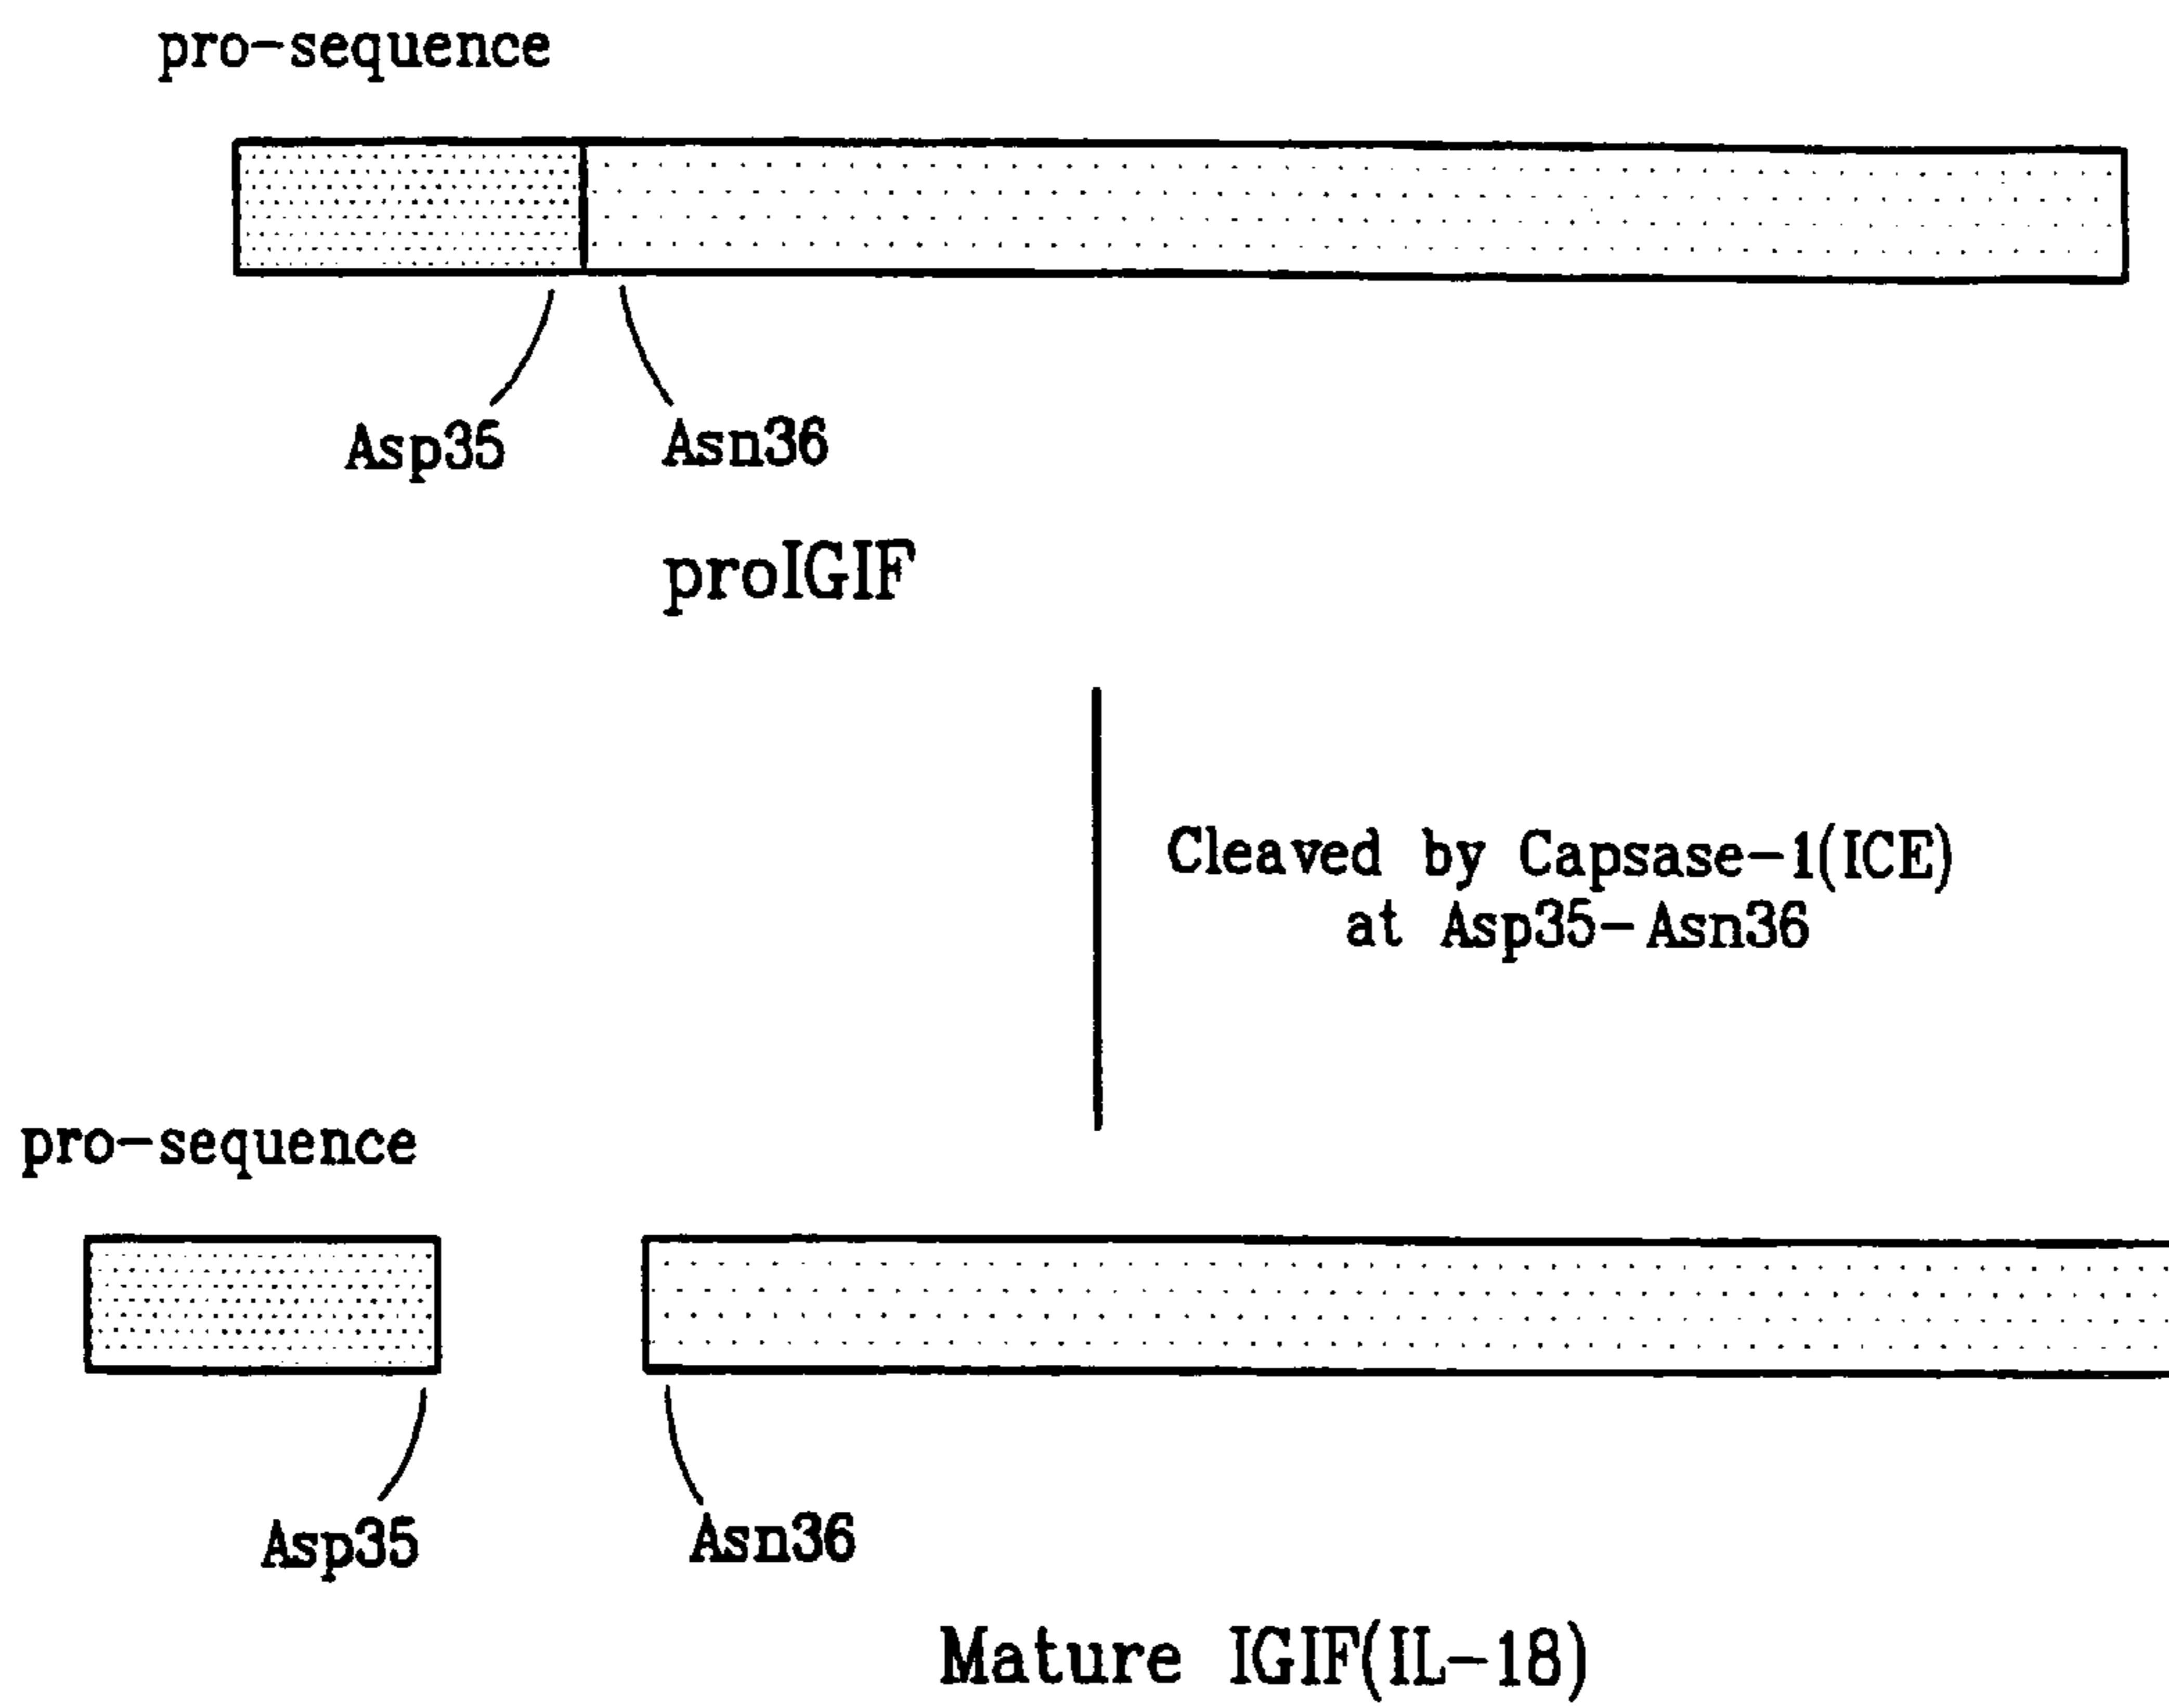 pro-sequence
Asp35
Asn36
proIGIF
Cleaved by Capsase-1(ICE)
at Asp35-Asn36
pro-sequence
Asp35
Asn36
Mature IGIF(IL-18)